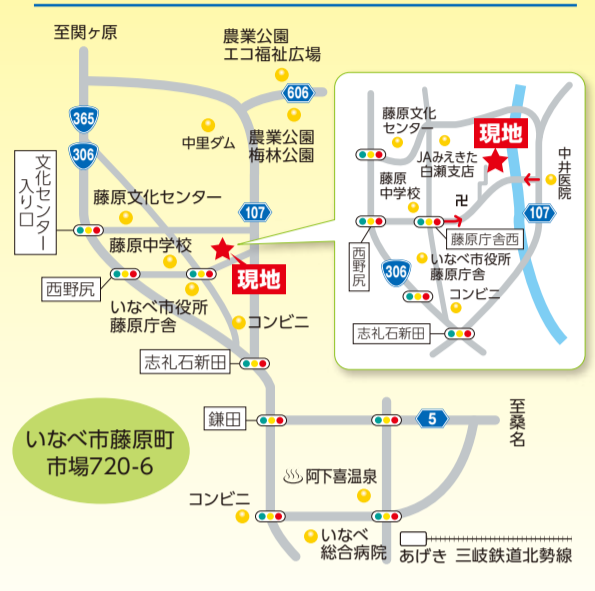 至関ヶ原
農業公園
エコ福祉広場
606
365
306
中里ダム
農業公園
梅林公園
文化センター
入り口
藤原文化センター
107
藤原中学校
現地
西野尻
いなべ市役所
藤原庁舎
コンビニ
志礼石新田
藤原文化
センター
現地
JAみえきた
白瀬支店
中井医院
藤原
中学校
卍
107
藤原庁舎西
西野尻
いなべ市役所
藤原庁舎
306
コンビニ
志礼石新田
鎌田
5
至桑名
いなべ市藤原町
市場720-6
阿下喜温泉
コンビニ
いなべ
総合病院
あげき 三岐鉄道北勢線